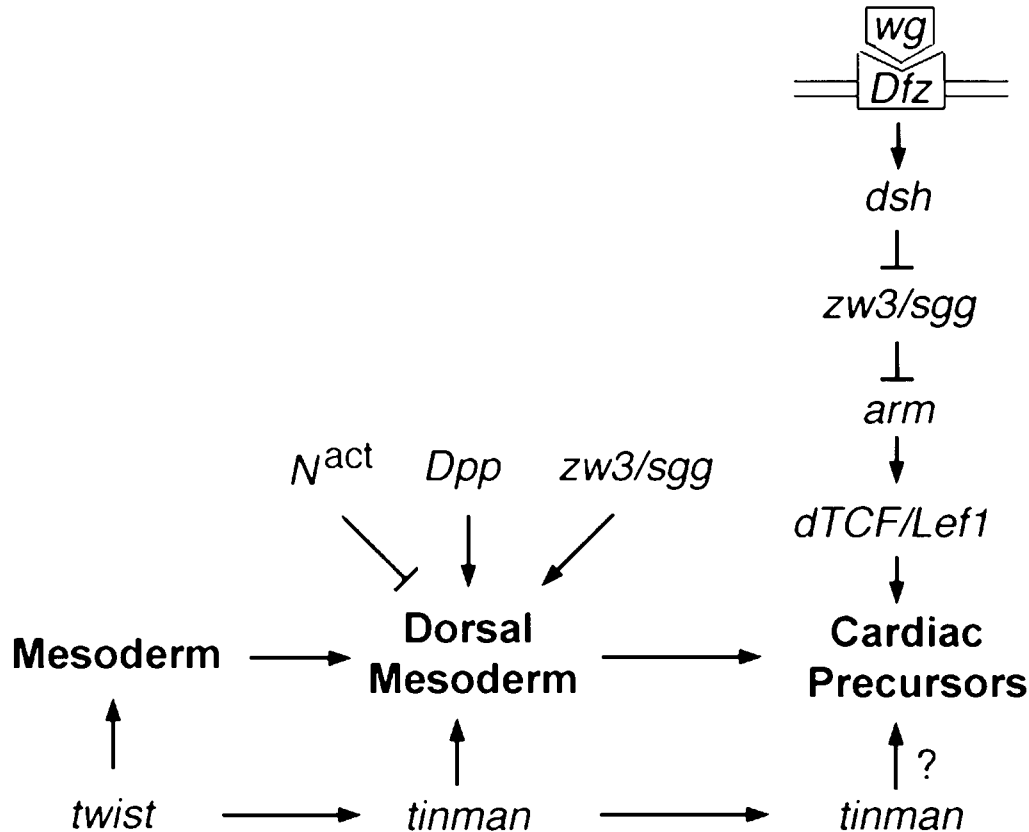 wg
Dfz
dsh
zw3/sgg
arm
N^act Dpp zw3/sgg
dTCF/Lef1
Dorsal
Mesoderm
Mesoderm
Cardiac
Precursors
?
twist tinman tinman